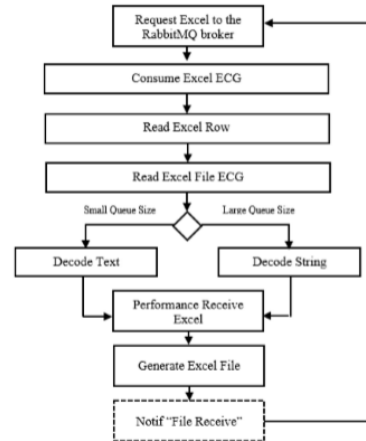 Request Excel to the
RabbitMQ broker
Consume Excel ECG
Read Excel Row
Read Excel File ECG
Small Queue Size
Large Queue Size
Decode Text
Decode String
Performance Receive
Excel
Generate Excel File
Notif "File Receive"